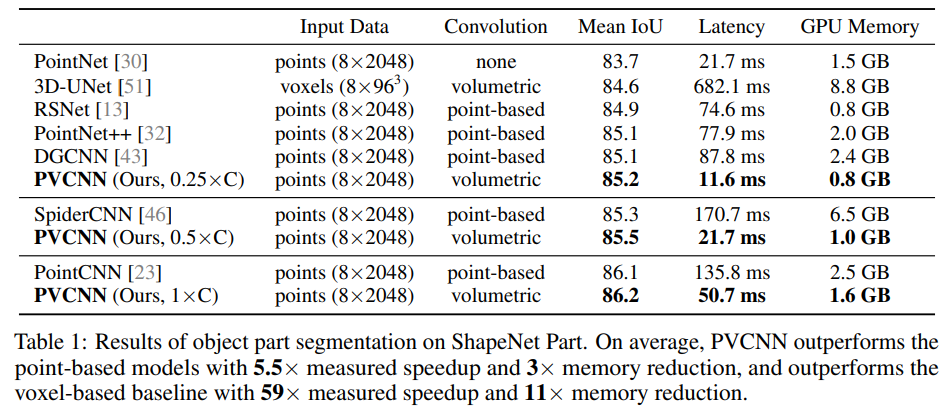 Input Data Convolution Mean IoU Latency GPU Memory
PointNet [30] points (8×2048) none 83.7 21.7 ms 1.5 GB
3D-UNet [51] voxels (8×96³) volumetric 84.6 682.1 ms 8.8 GB
RSNet [13] points (8×2048) point-based 84.9 74.6 ms 0.8 GB
PointNet++ [32] points (8×2048) point-based 85.1 77.9 ms 2.0 GB
DGCNN [43] points (8×2048) point-based 85.1 87.8 ms 2.4 GB
PVCNN (Ours, 0.25×C) points (8×2048) volumetric 85.2 11.6 ms 0.8 GB
SpiderCNN [46] points (8×2048) point-based 85.3 170.7 ms 6.5 GB
PVCNN (Ours, 0.5×C) points (8×2048) volumetric 85.5 21.7 ms 1.0 GB
PointCNN [23] points (8×2048) point-based 86.1 135.8 ms 2.5 GB
PVCNN (Ours, 1×C) points (8×2048) volumetric 86.2 50.7 ms 1.6 GB
Table 1: Results of object part segmentation on ShapeNet Part. On average, PVCNN outperforms the
point-based models with 5.5× measured speedup and 3× memory reduction, and outperforms the
voxel-based baseline with 59× measured speedup and 11× memory reduction.